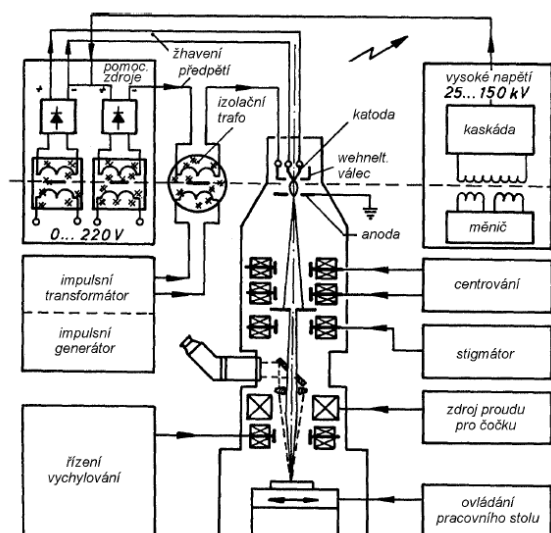 žhavení
předpětí
pomoc.
zdroje
+ - + -
izolační
trafo
0... 220 V
impulsní
transformátor
impulsní
generátor
řízení
vychylování
katoda
wehnelt.
válec
anoda
vysoké napětí
25...150 kV
kaskáda
měnič
centrování
stigmátor
zdroj proudu
pro čočku
ovládání
pracovního stolu